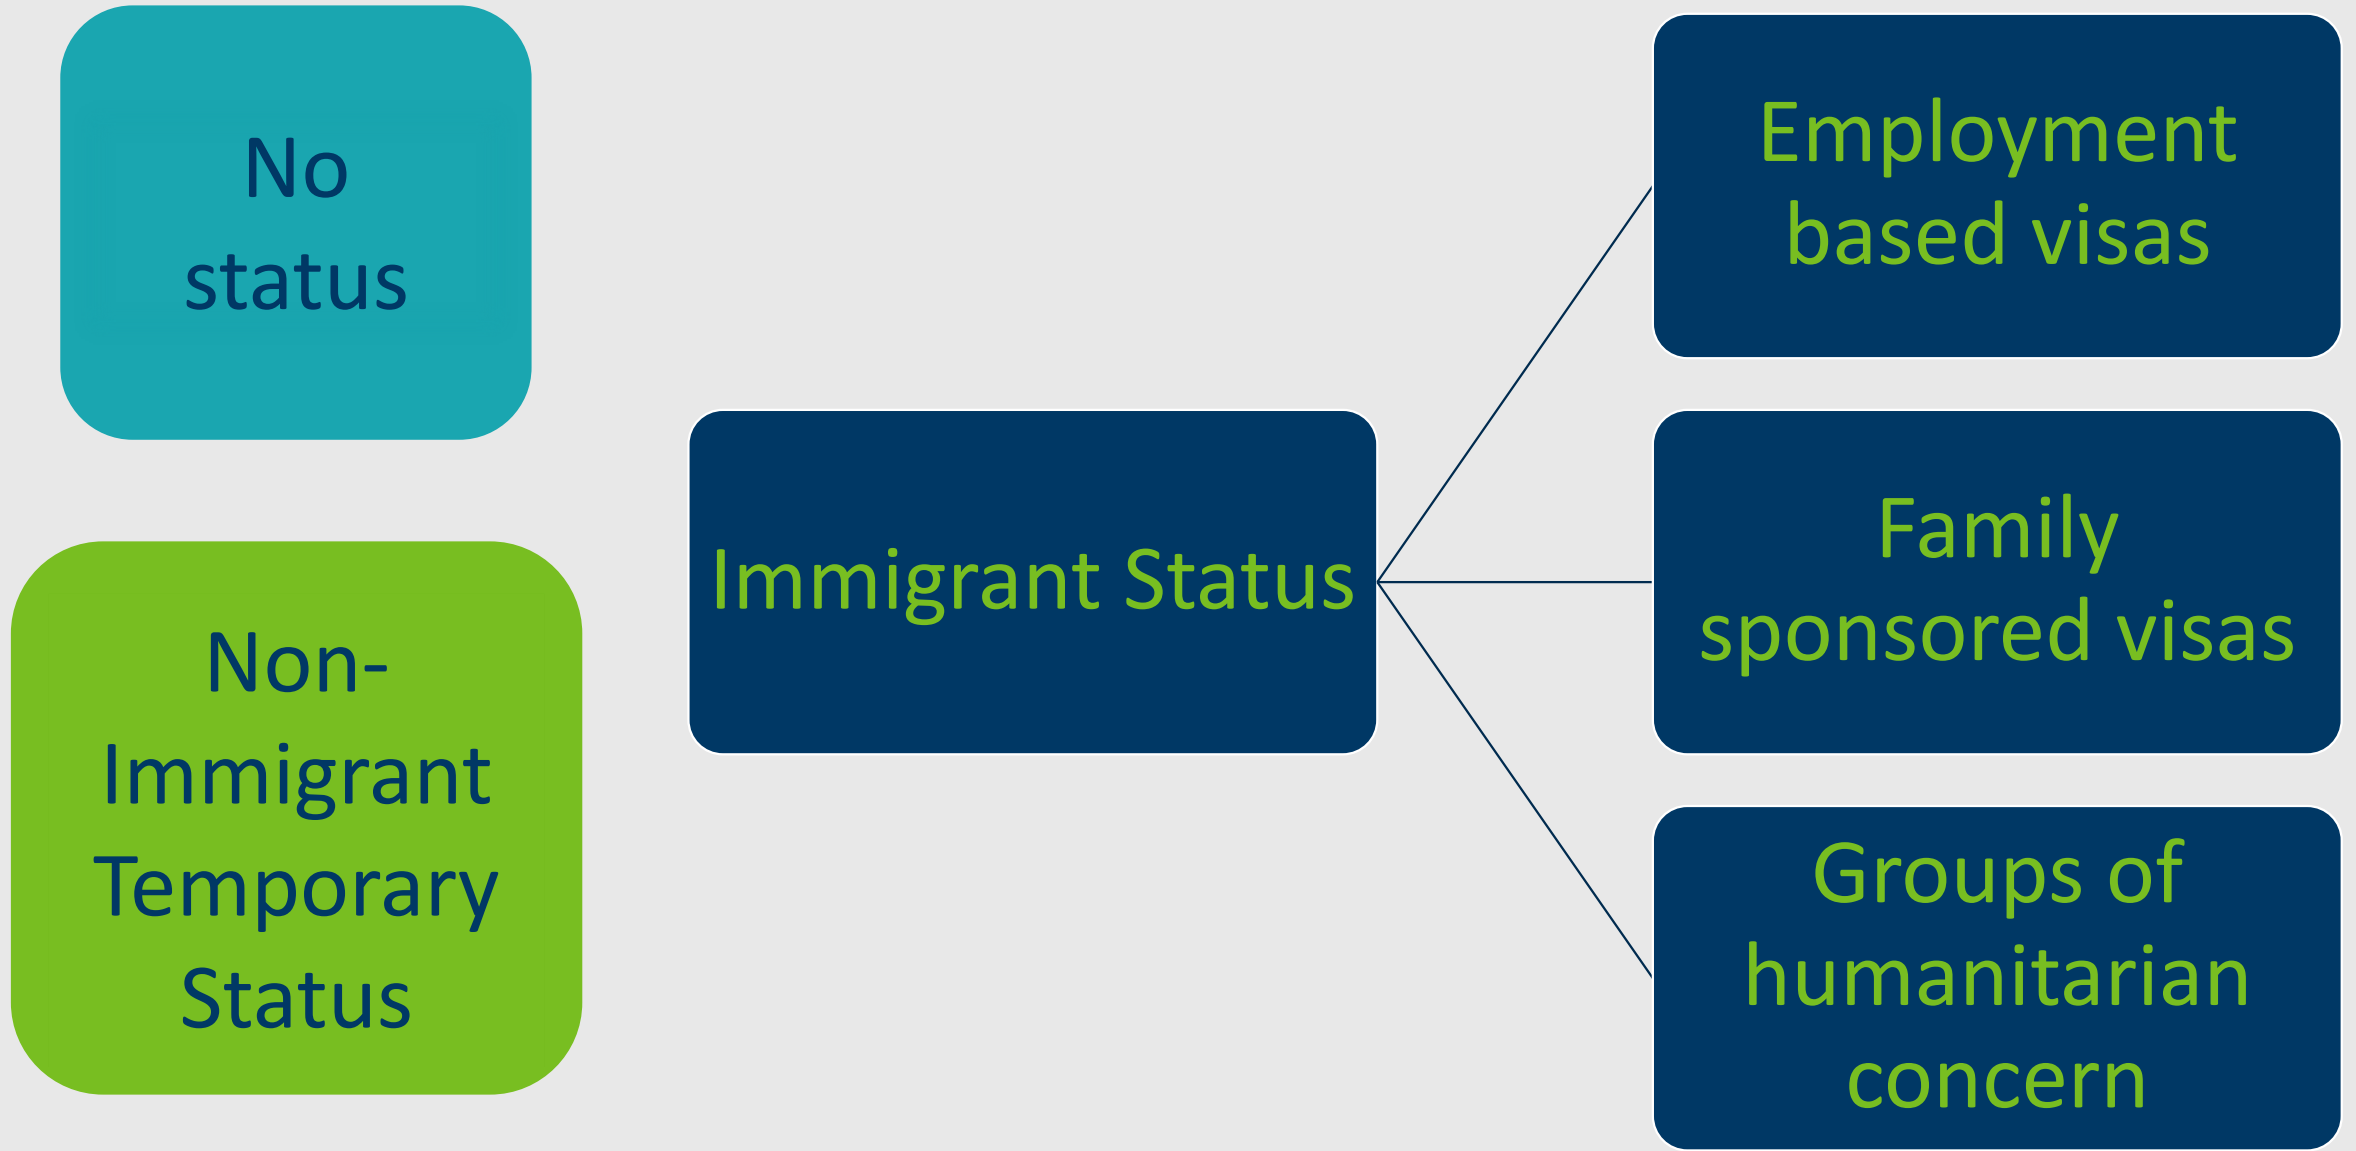 No
status
Non-
Immigrant
Temporary
Status
Immigrant Status
Employment
based visas
Family
sponsored visas
Groups of
humanitarian
concern